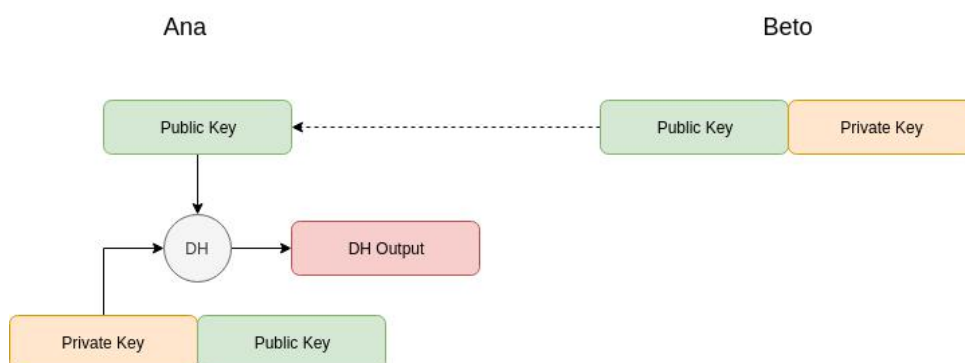 Ana
Beto
Public Key
Public Key
Private Key
DH
DH Output
Private Key
Public Key